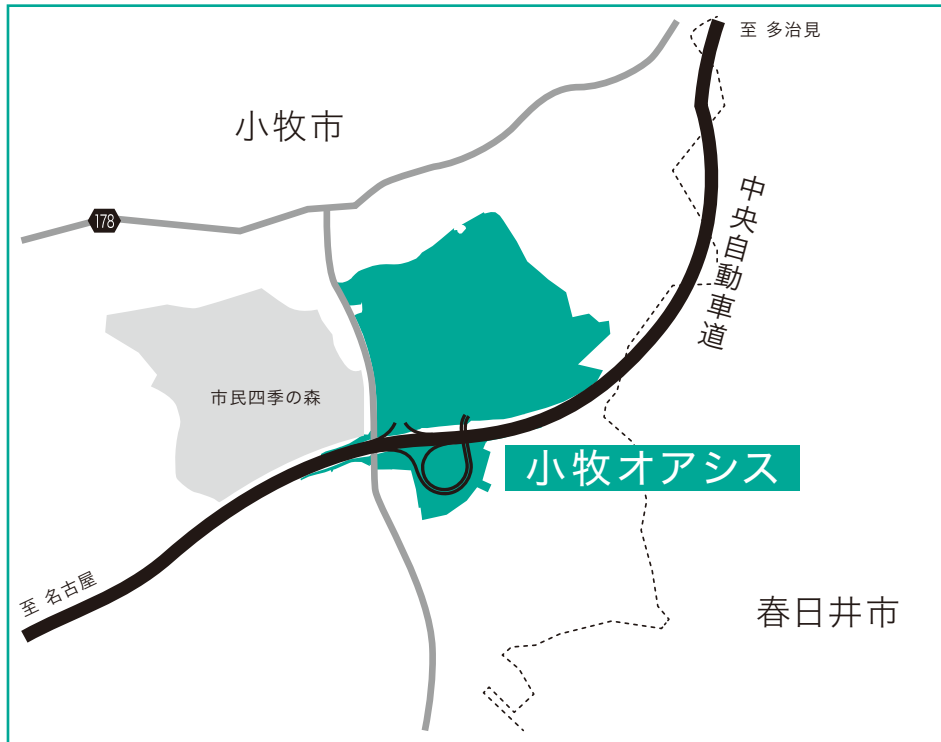 至 多治見
小牧市
178
中央自動車道
市民四季の森
小牧オアシス
至 名古屋
春日井市